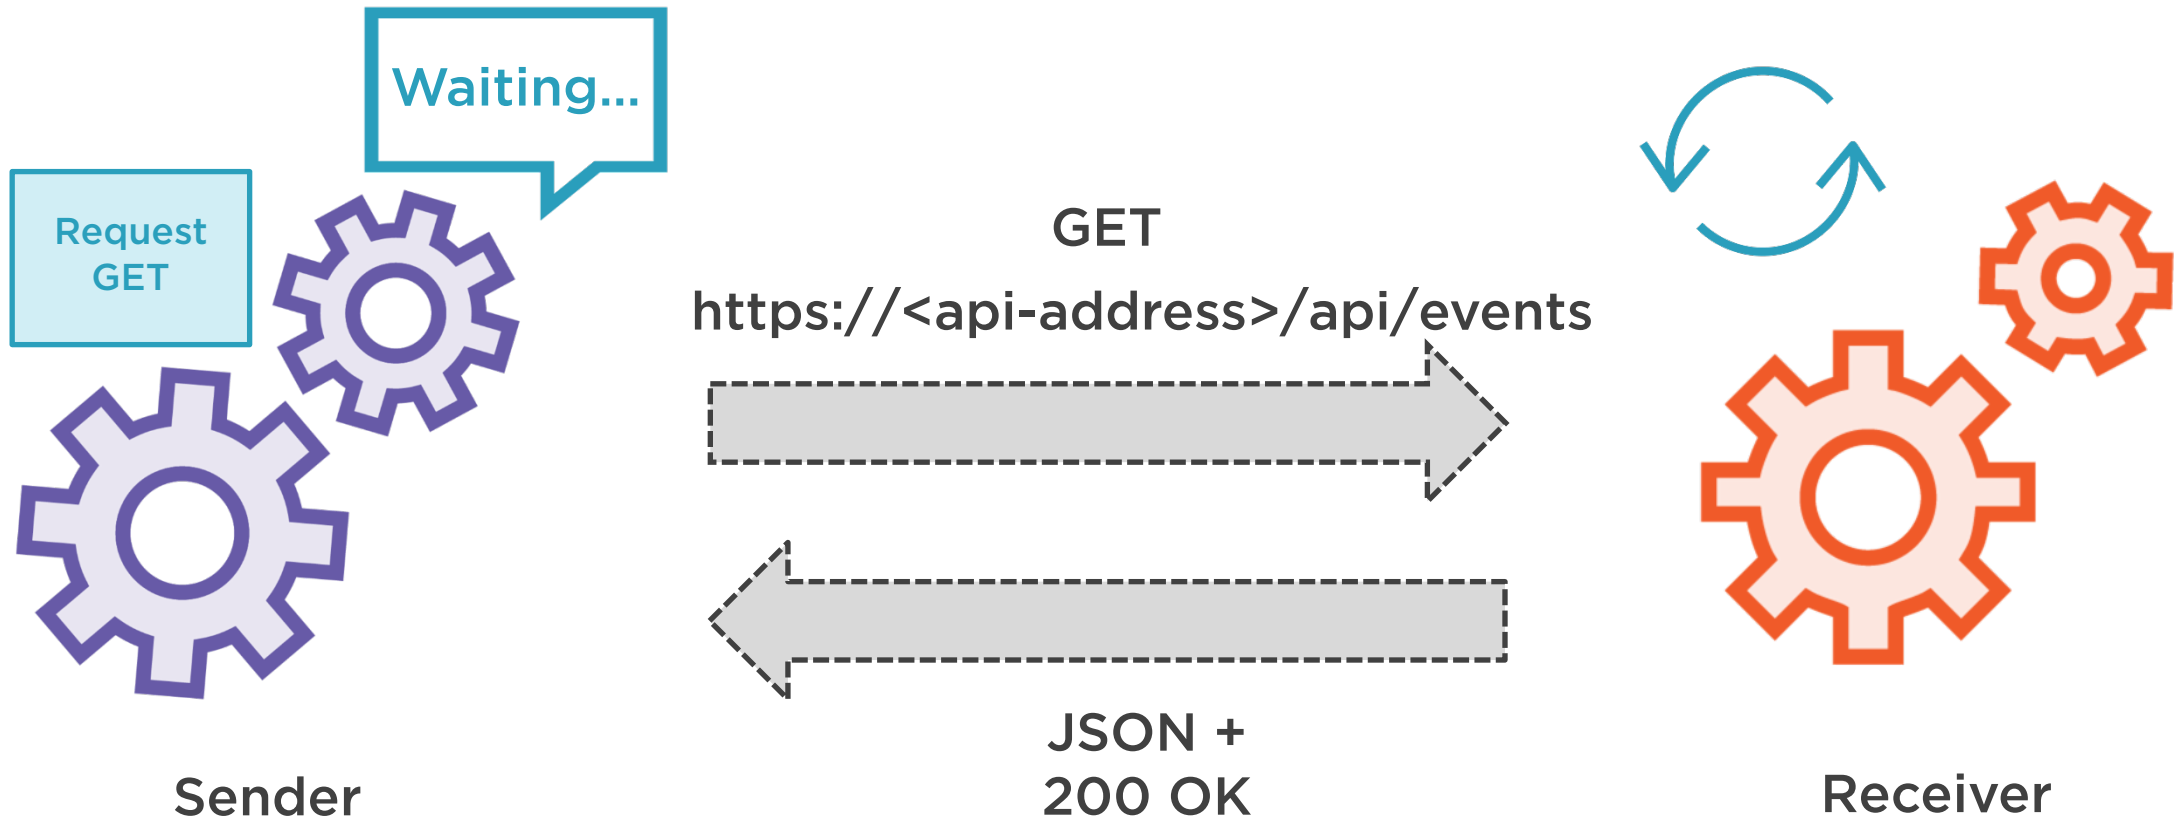 Waiting...
Request
GET
GET
https://<api-address>/api/events
JSON +
200 OK
Sender
Receiver